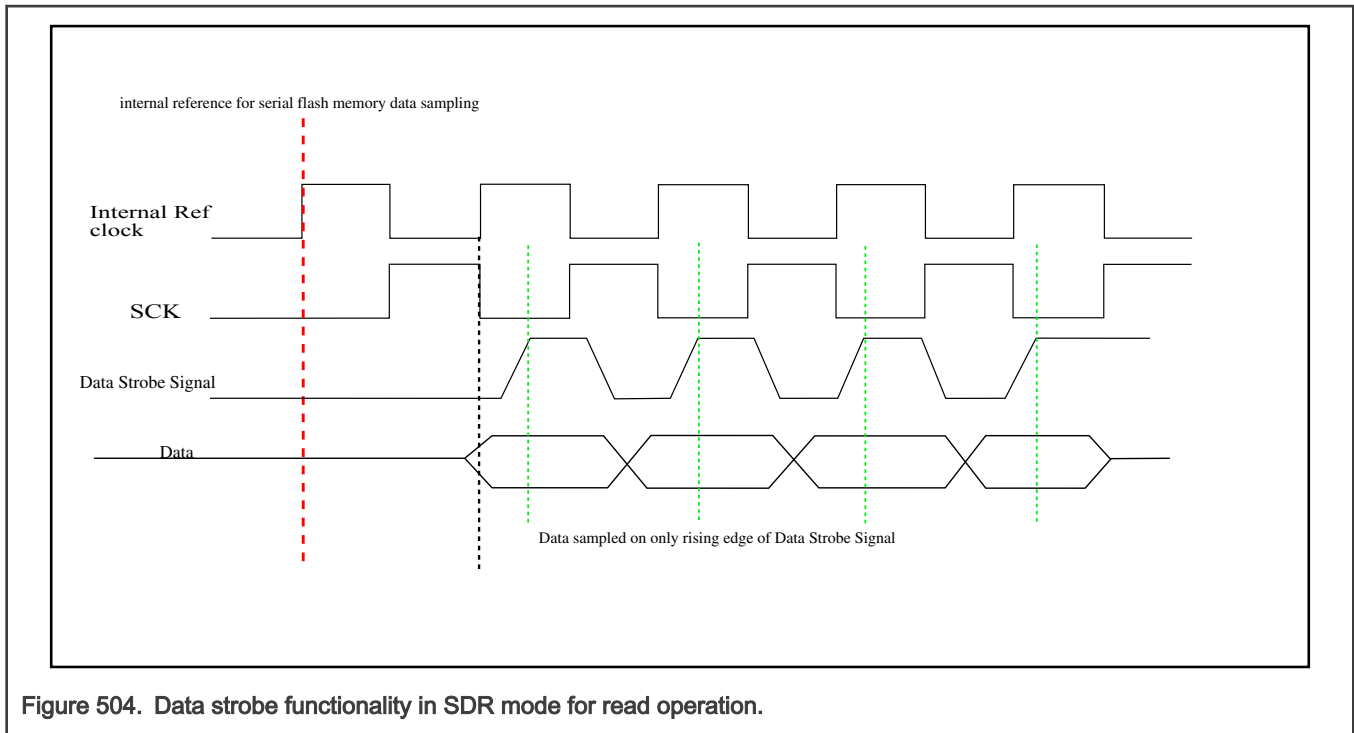 internal reference for serial flash memory data sampling
Internal Ref
clock
SCK
Data Strobe Signal
Data
Data sampled on only rising edge of Data Strobe Signal
Figure 504. Data strobe functionality in SDR mode for read operation.